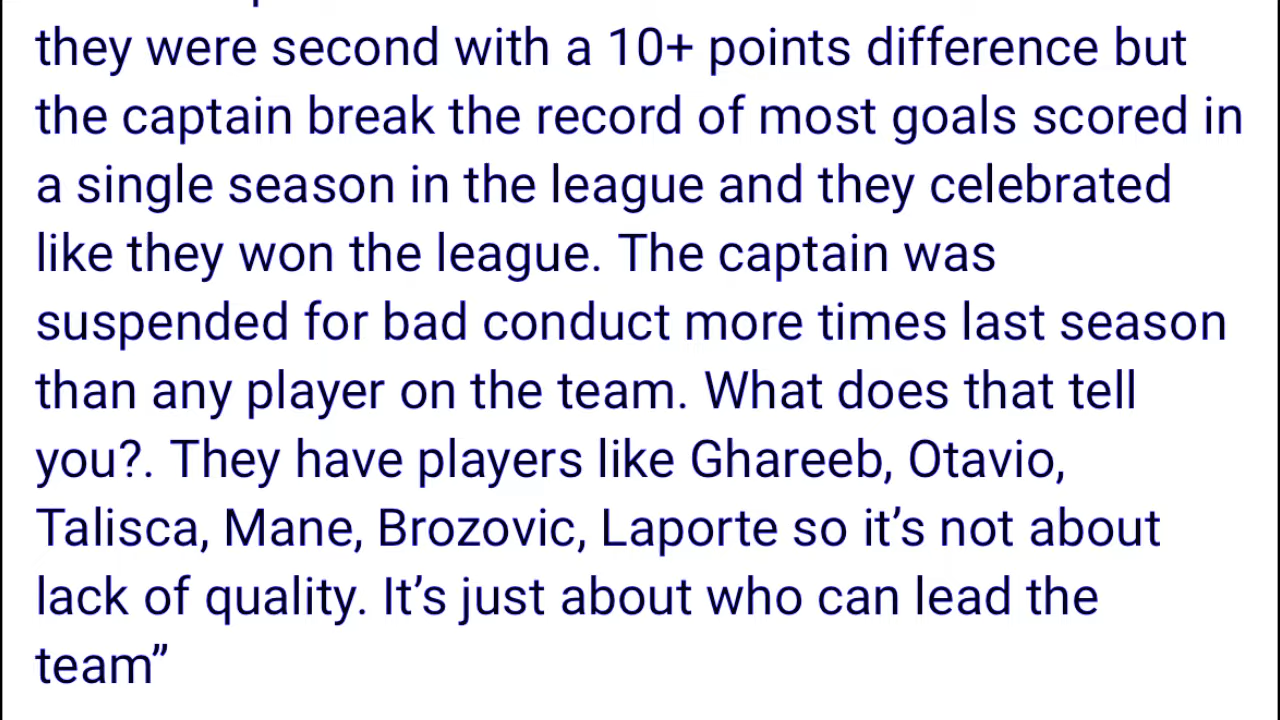 they were second with a 10+ points difference but
the captain break the record of most goals scored in
a single season in the league and they celebrated
like they won the league. The captain was
suspended for bad conduct more times last season
than any player on the team. What does that tell
you?. They have players like Ghareeb, Otavio,
Talisca, Mane, Brozovic, Laporte so it’s not about
lack of quality. It’s just about who can lead the
team”